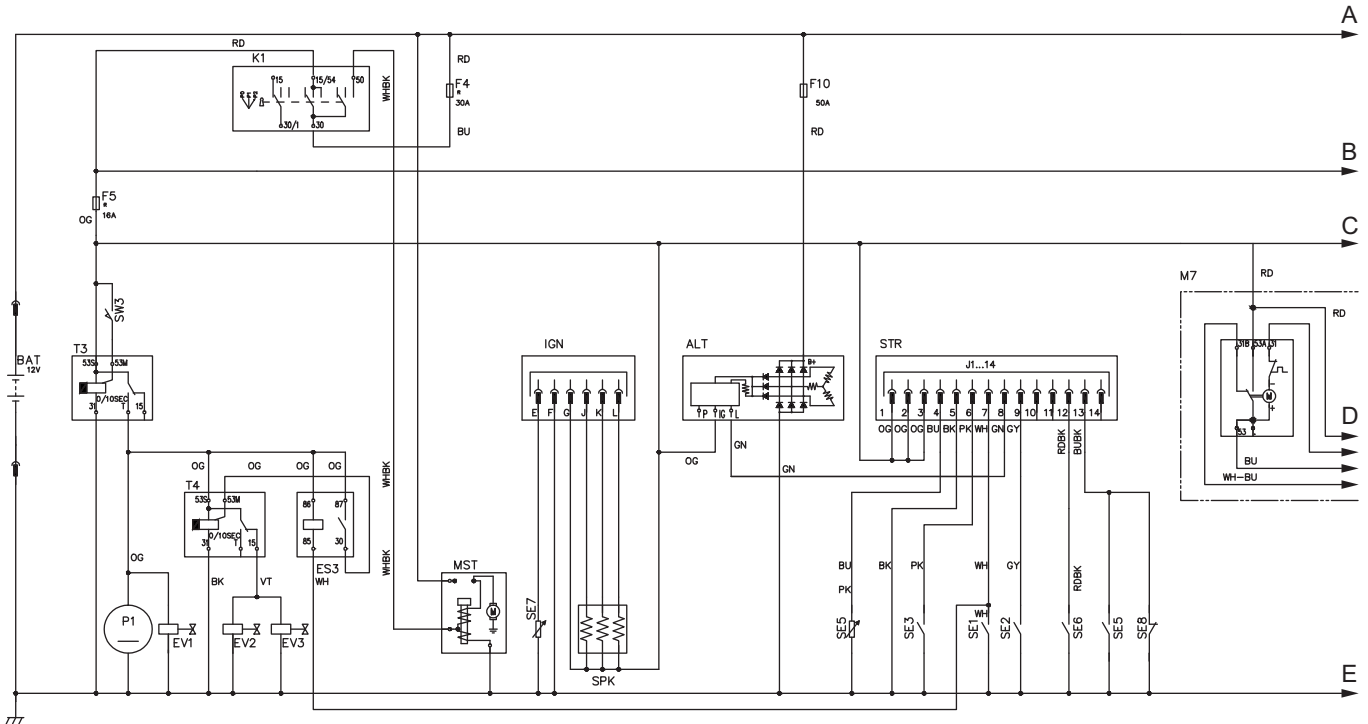 A
RD
K1
15
15/54
50
30/1
30
WHBK
RD
F4
30A
BU
F10
50A
RD
B
F5
16A
OG
C
SW3
BAT
12V
T3
53S
53M
0/10SEC
31
T
15
IGN
E
F
G
J
K
L
ALT
B+
P
IG
L
STR
J1...14
1
2
3
4
5
6
7
8
9
10
11
12
13
14
OG
OG
OG
BU
BK
PK
WH
GN
GY
RDBK
BUBK
M7
RD
RD
31B
53A
31
M
+
-
53
L
D
BU
WH-BU
OG
OG
OG
OG
T4
53S
53M
0/10SEC
31
T
15
86
87
85
30
ES3
OG
BK
VT
WH
WHBK
WHBK
OG
GN
GN
MST
M
P1
EV1
EV2
EV3
SE7
SPK
BU
PK
BK
PK
WH
GY
RDBK
WH
SE5
SE3
SE1
SE2
SE6
SE5
SE8
E